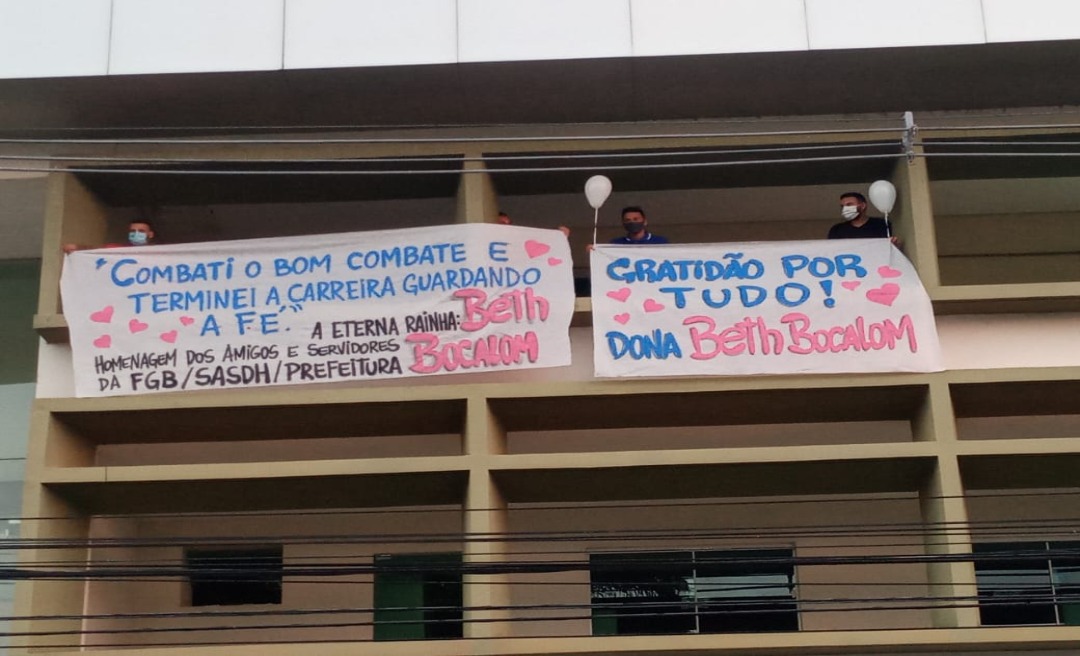 "COMBATI O BOM COMBATE E
TERMINEI A CARREIRA GUARDANDO
A FÉ."
A ETERNA RAÍNHA: Beth
HOMENAGEM DOS AMIGOS E SERVIDORES BOCALOM
DA FGB/SASDH/PREFEITURA
GRATIDÃO POR
TUDO!
DONA Beth BOCALOM